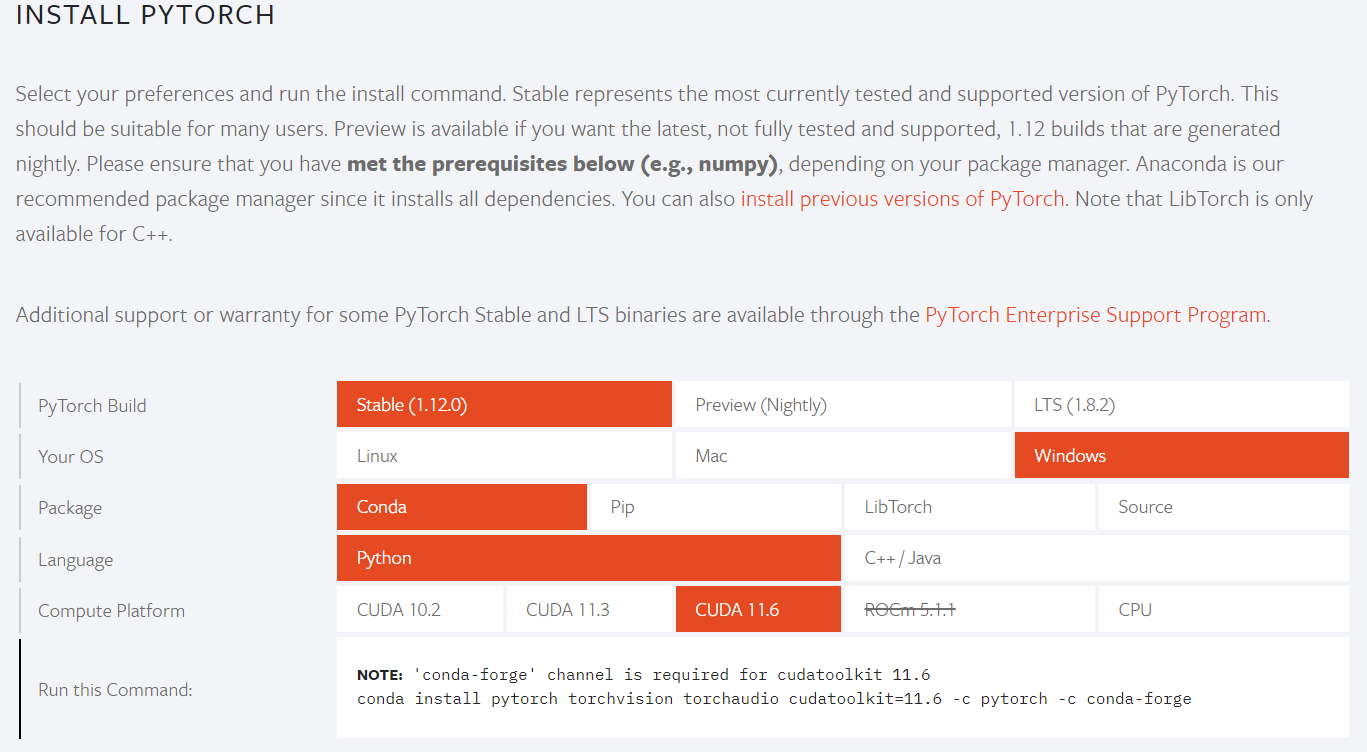 INSTALL PYTORCH
Select your preferences and run the install command. Stable represents the most currently tested and supported version of PyTorch. This
should be suitable for many users. Preview is available if you want the latest, not fully tested and supported, 1.12 builds that are generated
nightly. Please ensure that you have met the prerequisites below (e.g., numpy), depending on your package manager. Anaconda is our
recommended package manager since it installs all dependencies. You can also install previous versions of PyTorch. Note that LibTorch is only
available for C++.
Additional support or warranty for some PyTorch Stable and LTS binaries are available through the PyTorch Enterprise Support Program.
PyTorch Build Stable (1.12.0) Preview (Nightly) LTS (1.8.2)
Your OS Linux Mac Windows
Package Conda Pip LibTorch Source
Language Python C++ / Java
Compute Platform CUDA 10.2 CUDA 11.3 CUDA 11.6 ROCm 5.1.1 CPU
NOTE: 'conda-forge' channel is required for cudatoolkit 11.6
Run this Command:
conda install pytorch torchvision torchaudio cudatoolkit=11.6 -c pytorch -c conda-forge